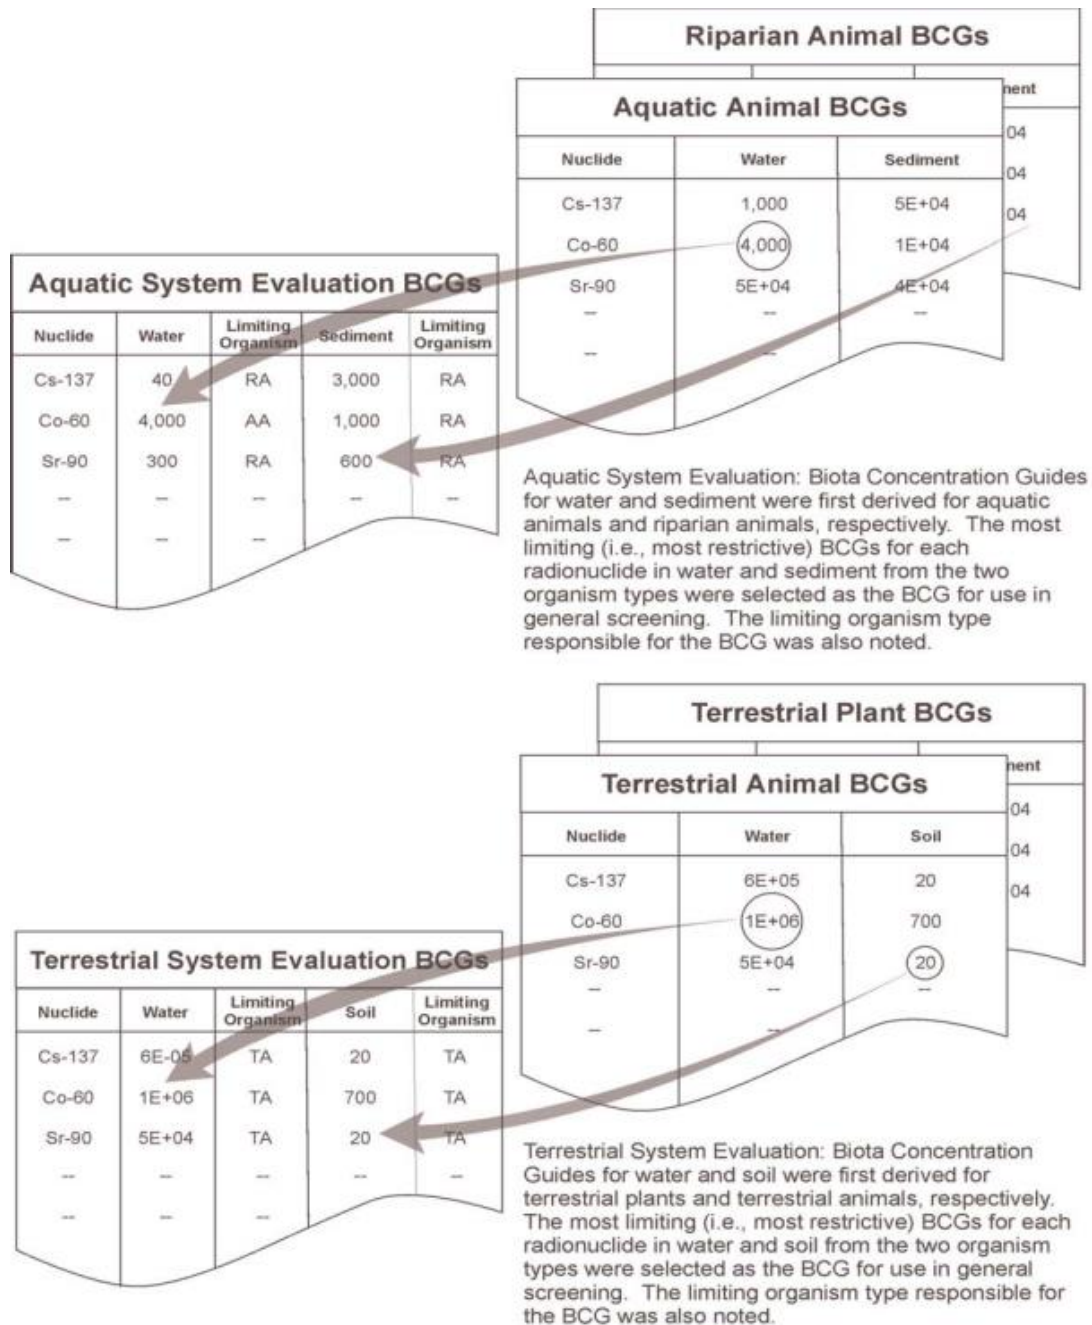 Riparian Animal BCGs
ment
04
04
04
Aquatic Animal BCGs
Nuclide Water Sediment
Cs-137 1,000 5E+04
Co-60 4,000 1E+04
Sr-90 5E+04 4E+04
-- -- --
-- --
Aquatic System Evaluation BCGs
Nuclide Water Limiting Organism Sediment Limiting Organism
Cs-137 40 RA 3,000 RA
Co-60 4,000 AA 1,000 RA
Sr-90 300 RA 600 RA
-- -- -- -- --
-- -- --
Aquatic System Evaluation: Biota Concentration Guides
for water and sediment were first derived for aquatic
animals and riparian animals, respectively. The most
limiting (i.e., most restrictive) BCGs for each
radionuclide in water and sediment from the two
organism types were selected as the BCG for use in
general screening. The limiting organism type
responsible for the BCG was also noted.
Terrestrial Plant BCGs
ment
04
04
04
Terrestrial Animal BCGs
Nuclide Water Soil
Cs-137 6E+05 20
Co-60 1E+06 700
Sr-90 5E+04 20
-- -- --
-- --
Terrestrial System Evaluation BCGs
Nuclide Water Limiting Organism Soil Limiting Organism
Cs-137 6E-05 TA 20 TA
Co-60 1E+06 TA 700 TA
Sr-90 5E+04 TA 20 TA
-- -- -- -- --
-- -- --
Terrestrial System Evaluation: Biota Concentration
Guides for water and soil were first derived for
terrestrial plants and terrestrial animals, respectively.
The most limiting (i.e., most restrictive) BCGs for each
radionuclide in water and soil from the two organism
types were selected as the BCG for use in general
screening. The limiting organism type responsible for
the BCG was also noted.